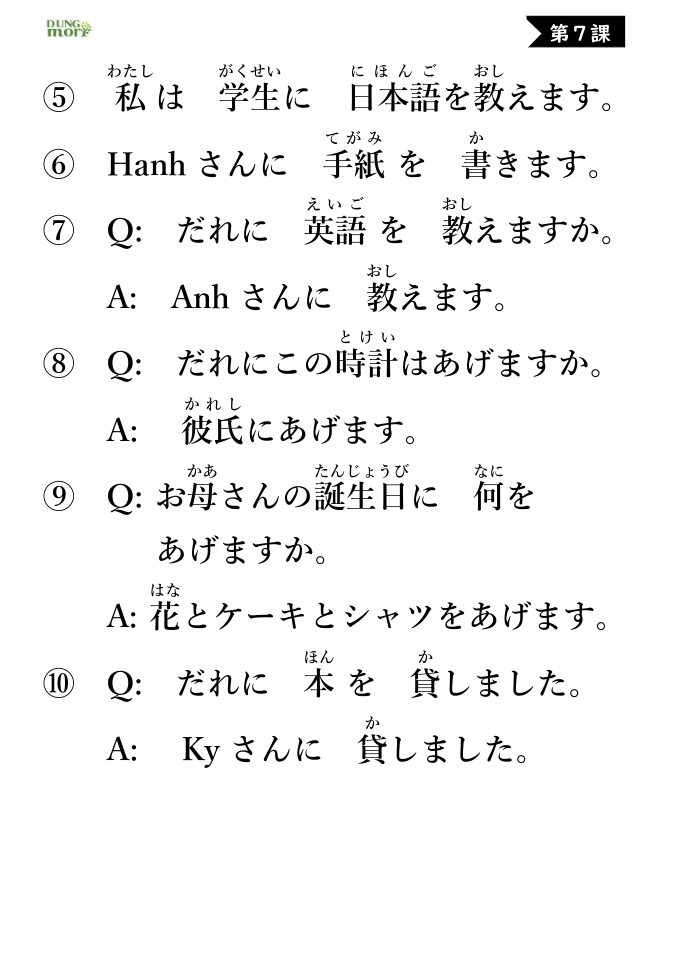 DUNG mori
第7課
⑤ 私は 学生に 日本語を教えます。
⑥ Hanh さんに 手紙 を 書きます。
⑦ Q: だれに 英語 を 教えますか。
A: Anh さんに 教えます。
⑧ Q: だれにこの時計はあげますか。
A: 彼氏にあげます。
⑨ Q: お母さんの誕生日に 何を
あげますか。
A: 花とケーキとシャツをあげます。
⑩ Q: だれに 本 を 貸しました。
A: Ky さんに 貸しました。